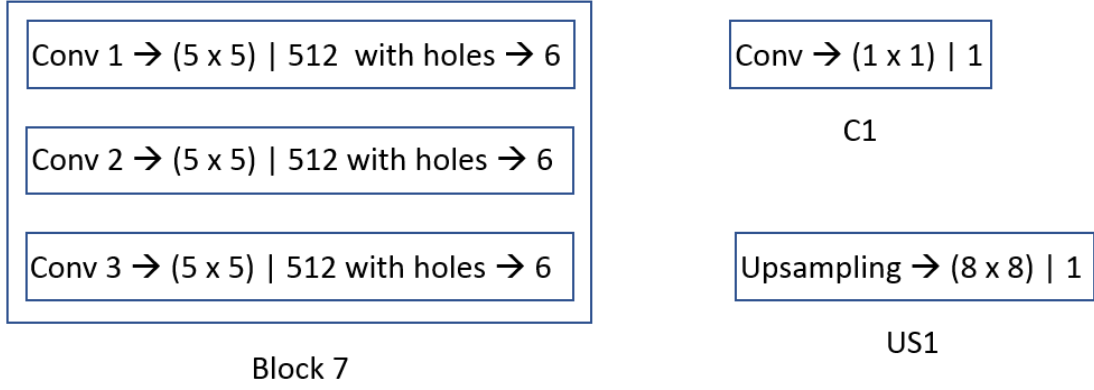 Conv 1 → (5 x 5) | 512 with holes → 6
Conv 2 → (5 x 5) | 512 with holes → 6
Conv 3 → (5 x 5) | 512 with holes → 6
Block 7
Conv → (1 x 1) | 1
C1
Upsampling → (8 x 8) | 1
US1